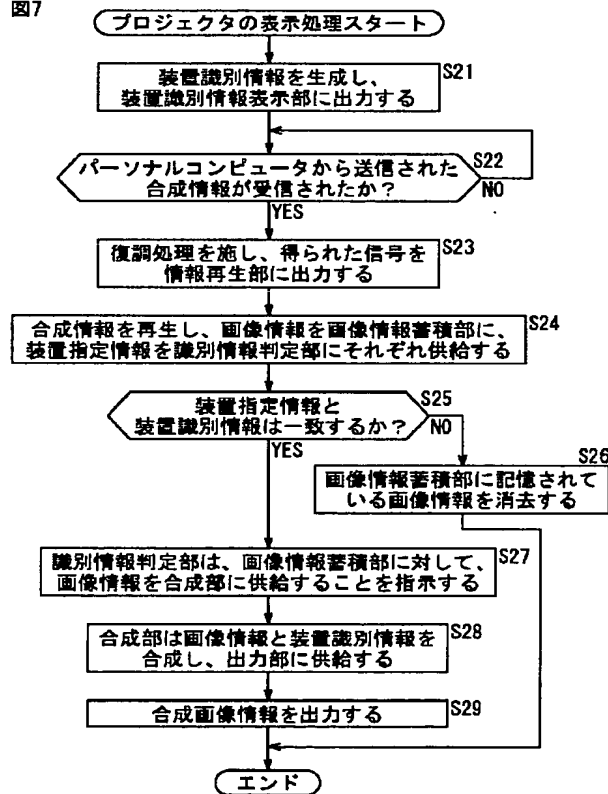 図7
プロジェクタの表示処理スタート
装置識別情報を生成し、
装置識別情報表示部に出力する
S21
パーソナルコンピュータから送信された
合成情報が受信されたか？
S22
NO
YES
復調処理を施し、得られた信号を
情報再生部に出力する
S23
合成情報を再生し、画像情報を画像情報蓄積部に、
装置指定情報を識別情報判定部にそれぞれ供給する
S24
装置指定情報と
装置識別情報は一致するか？
S25
NO
YES
画像情報蓄積部に記憶されて
いる画像情報を消去する
S26
識別情報判定部は、画像情報蓄積部に対して、
画像情報を合成部に供給することを指示する
S27
合成部は画像情報と装置識別情報を
合成し、出力部に供給する
S28
合成画像情報を出力する
S29
エンド